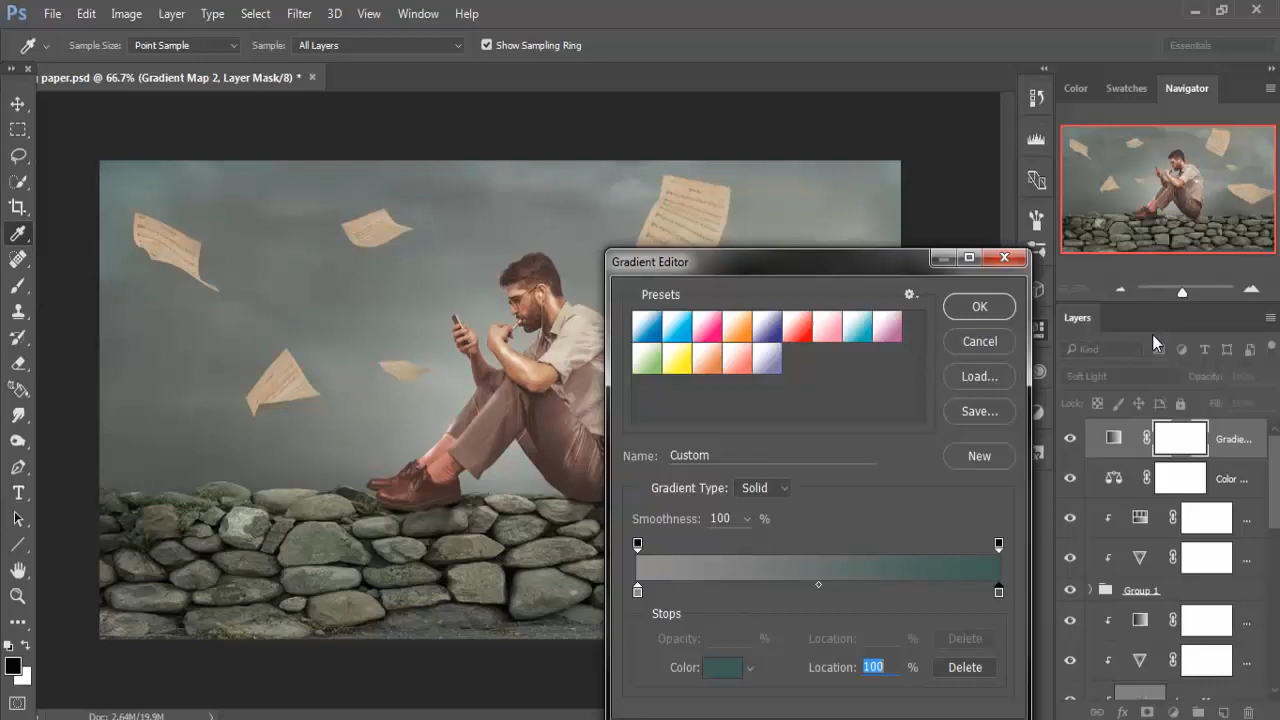 Ps File Edit Image Layer Type Select Filter 3D View Window Help
Sample Size: Point Sample Sample: All Layers Show Sampling Ring Essentials
paper.psd @ 66.7% (Gradient Map 2, Layer Mask/8) *
Color Swatches Navigator
Gradient Editor
Presets
OK
Cancel
Load...
Save...
Name: Custom New
Gradient Type: Solid
Smoothness: 100 %
Stops
Opacity: % Location: % Delete
Color: Location: 100 % Delete
Layers
Kind
Soft Light Opacity: 100%
Lock: Fill:
Gradie...
Color ...
...
...
Group 1
...
...
Doc: 2.64M/19.9M